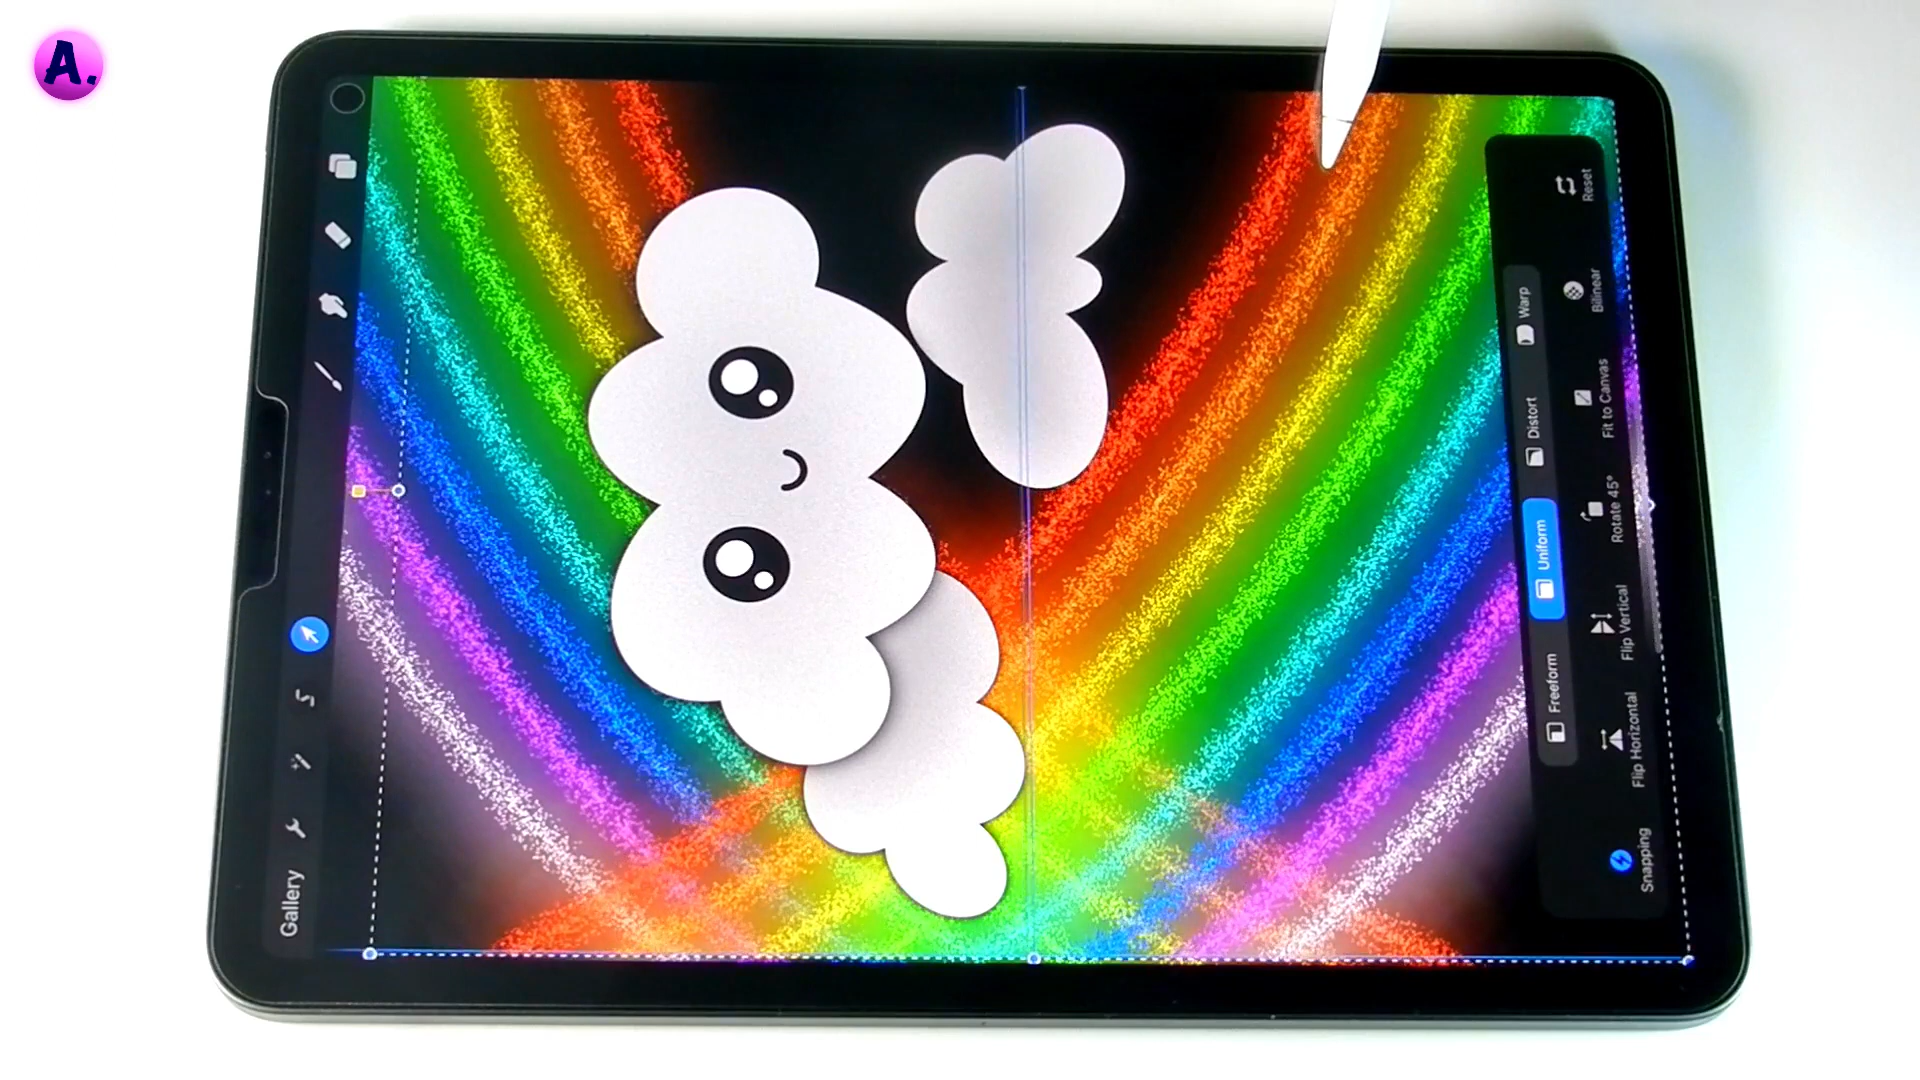 A.
Gallery
Freeform
Uniform
Distort
Warp
Snapping
Flip Horizontal
Flip Vertical
Rotate 45°
Fit to Canvas
Bilinear
Reset